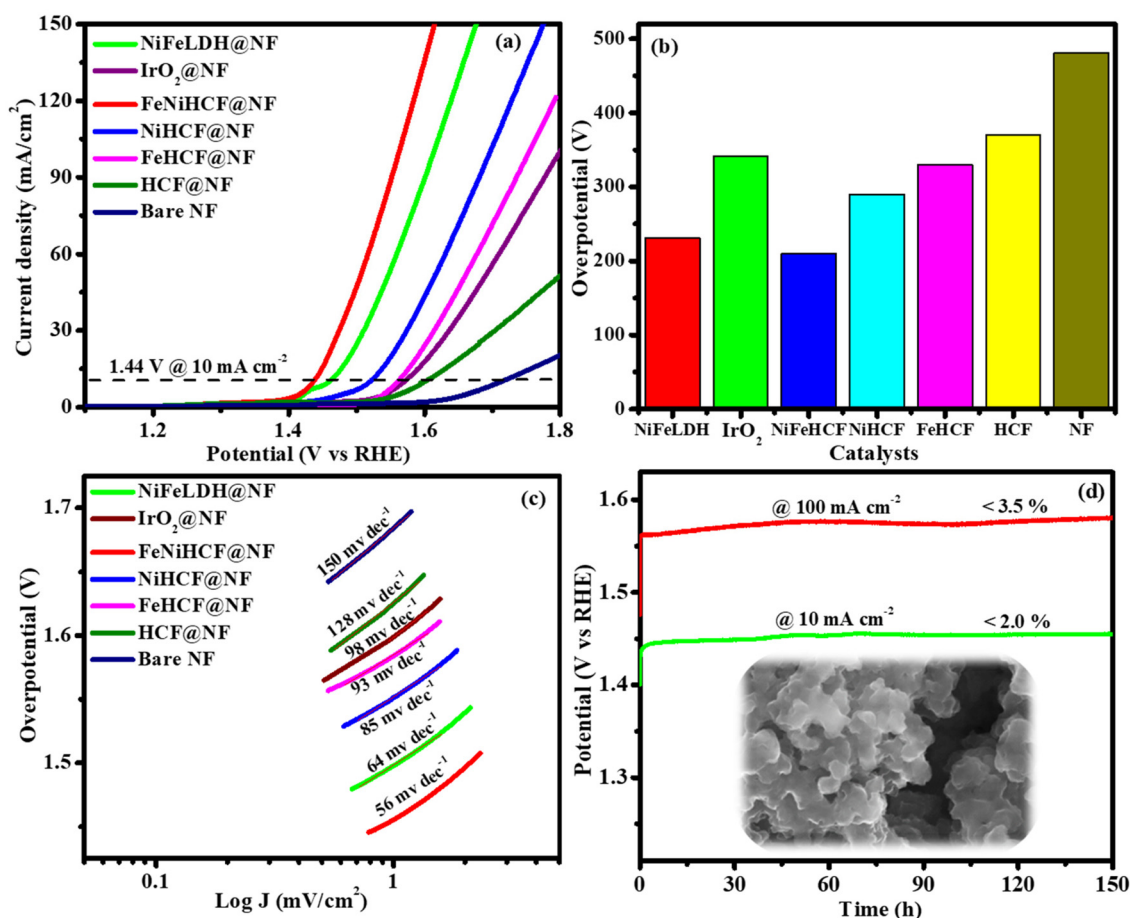 (a)
150
120
90
60
30
0
Current density (mA/cm²)
NiFeLDH@NF
IrO₂@NF
FeNiHCF@NF
NiHCF@NF
FeHCF@NF
HCF@NF
Bare NF
1.44 V @ 10 mA cm⁻²
1.2 1.4 1.6 1.8
Potential (V vs RHE)
(b)
500
400
300
200
100
0
Overpotential (V)
NiFeLDH IrO₂ NiFeHCF NiHCF FeHCF HCF NF
Catalysts
(c)
1.7
1.6
1.5
Overpotential (V)
NiFeLDH@NF
IrO₂@NF
FeNiHCF@NF
NiHCF@NF
FeHCF@NF
HCF@NF
Bare NF
150 mv dec⁻¹
128 mv dec⁻¹
98 mv dec⁻¹
93 mv dec⁻¹
85 mv dec⁻¹
64 mv dec⁻¹
56 mv dec⁻¹
0.1 1
Log J (mV/cm²)
(d)
1.6
1.5
1.4
1.3
Potential (V vs RHE)
@ 100 mA cm⁻² < 3.5 %
@ 10 mA cm⁻² < 2.0 %
0 30 60 90 120 150
Time (h)